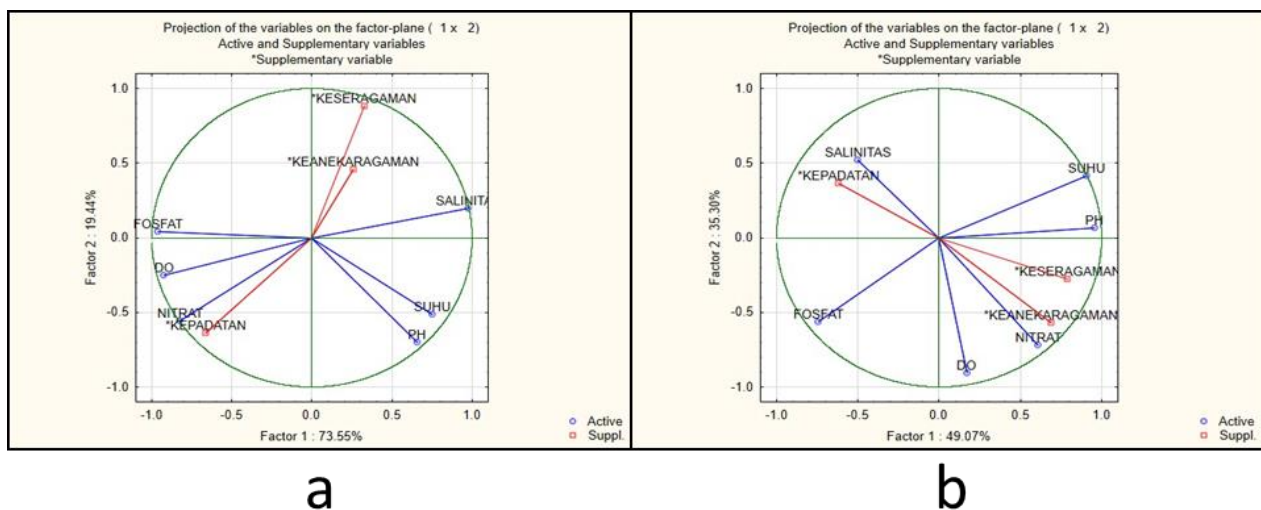 Projection of the variables on the factor-plane ( 1 x 2)
Active and Supplementary variables
*Supplementary variable
1.0
0.5
0.0
-0.5
-1.0
Factor 2 : 19.44%
*KESERAGAMAN
*KEANEKARAGAMAN
SALINITA
FOSFAT
DO
NITRAT
*KEPADATAN
SUHU
PH
-1.0 -0.5 0.0 0.5 1.0
Factor 1 : 73.55%
Active
Suppl.
a
Projection of the variables on the factor-plane ( 1 x 2)
Active and Supplementary variables
*Supplementary variable
1.0
0.5
0.0
-0.5
-1.0
Factor 2 : 35.30%
SALINITAS
*KEPADATAN
SUHU
PH
*KESERAGAMAN
FOSFAT
*KEANEKARAGAMAN
NITRAT
DO
-1.0 -0.5 0.0 0.5 1.0
Factor 1 : 49.07%
Active
Suppl.
b